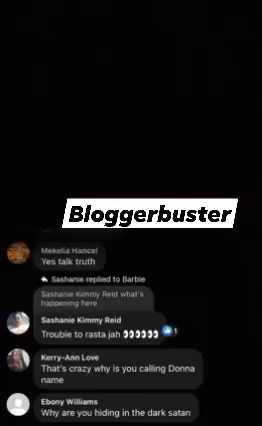 Bloggerbuster
Mekelia Hancel
Yes talk truth
Sashanie replied to Barbie
Sashanie Kimmy Reid what's
happening here
Sashanie Kimmy Reid
Trouble to rasta jah 👀👀👀👀👀👀
1
Kerry-Ann Love
That's crazy why is you calling Donna
name
Ebony Williams
Why are you hiding in the dark satan